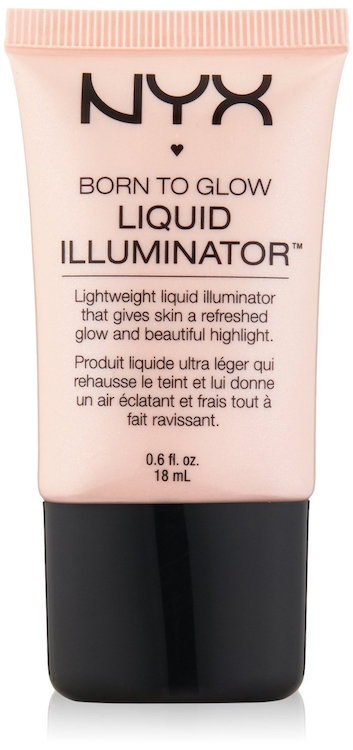 NYX
♥
BORN TO GLOW
LIQUID
ILLUMINATOR™
Lightweight liquid illuminator
that gives skin a refreshed
glow and beautiful highlight.
Produit liquide ultra léger qui
rehausse le teint et lui donne
un air éclatant et frais tout à
fait ravissant.
0.6 fl. oz.
18 mL